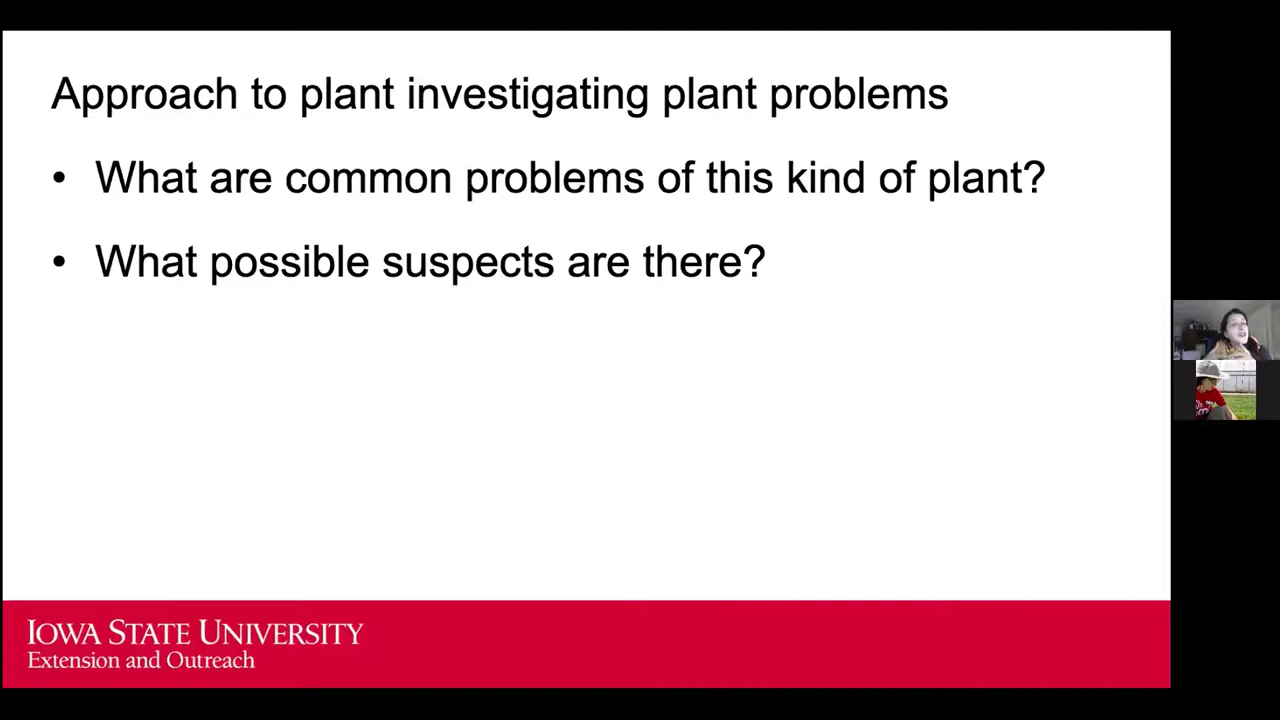 Approach to plant investigating plant problems
• What are common problems of this kind of plant?
• What possible suspects are there?
IOWA STATE UNIVERSITY
Extension and Outreach